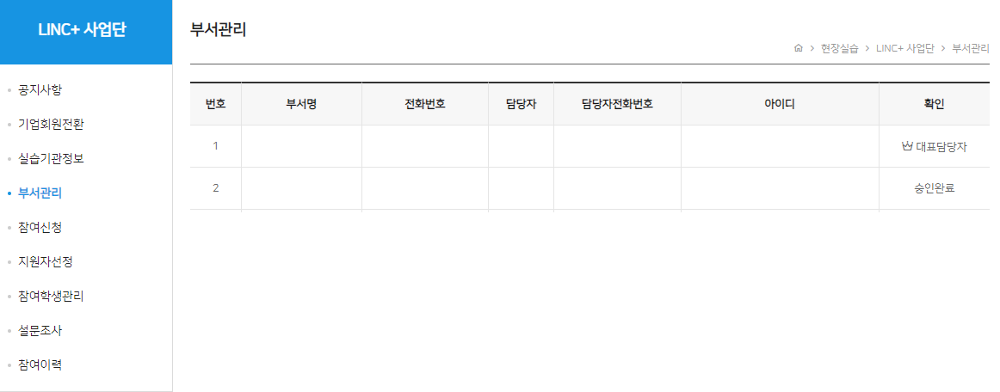 LINC+ 사업단
공지사항
기업회원전환
실습기관정보
부서관리
참여신청
지원자선정
참여학생관리
설문조사
참여이력
부서관리
현장실습 > LINC+ 사업단 > 부서관리
번호 부서명 전화번호 담당자 담당자전화번호 아이디 확인
1 대표담당자
2 승인완료